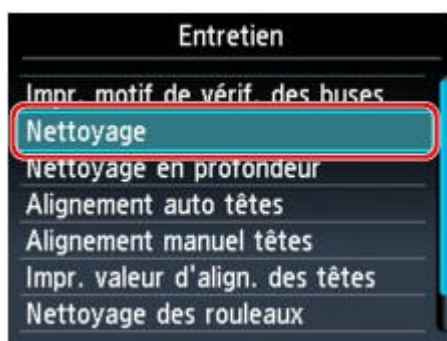 Entretien
Impr. motif de vérif. des buses
Nettoyage
Nettoyage en profondeur
Alignement auto têtes
Alignement manuel têtes
Impr. valeur d'align. des têtes
Nettoyage des rouleaux